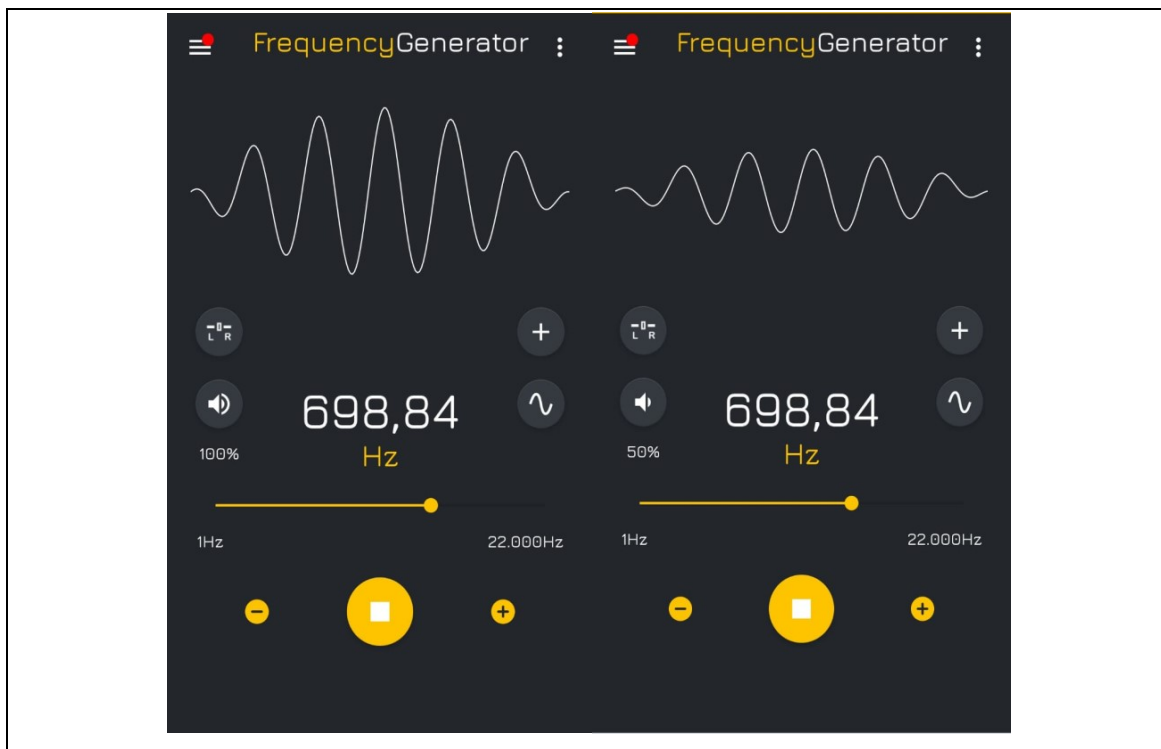 FrequencyGenerator
L R
698,84
100%
Hz
1Hz
22.000Hz
FrequencyGenerator
L R
698,84
50%
Hz
1Hz
22.000Hz